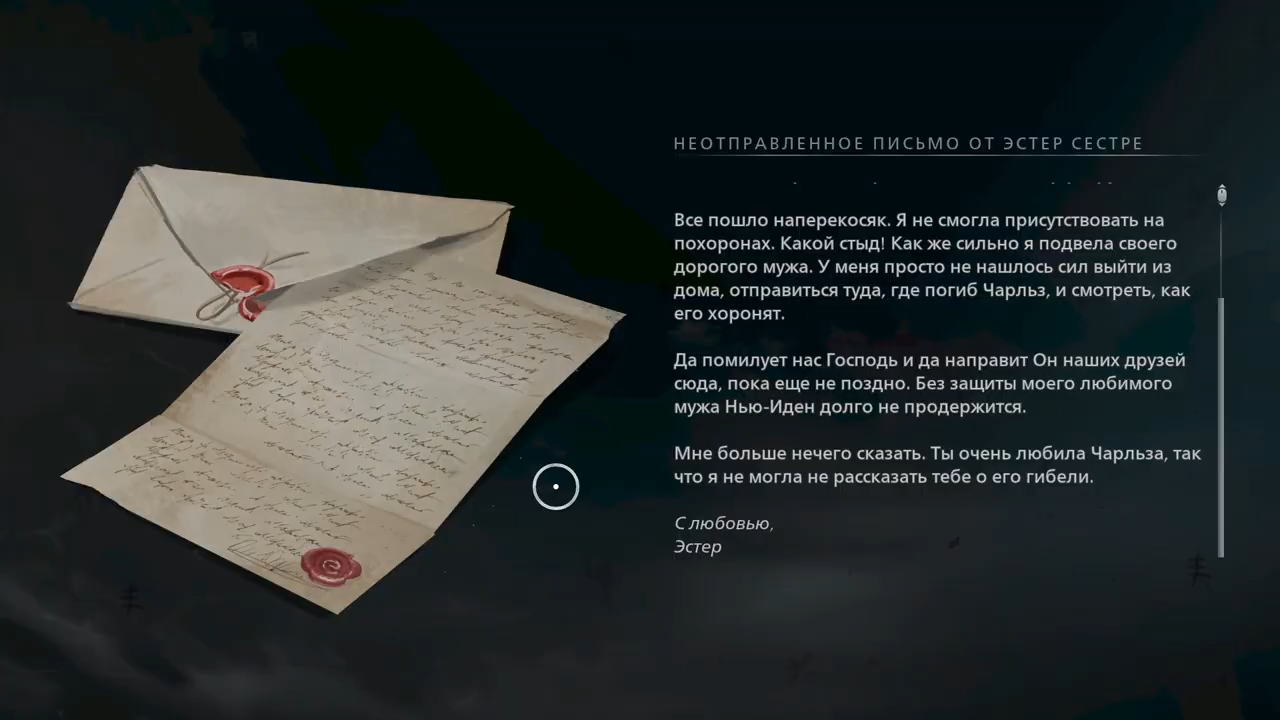 НЕОТПРАВЛЕННОЕ ПИСЬМО ОТ ЭСТЕР СЕСТРЕ
Все пошло наперекосяк. Я не смогла присутствовать на
похоронах. Какой стыд! Как же сильно я подвела своего
дорогого мужа. У меня просто не нашлось сил выйти из
дома, отправиться туда, где погиб Чарльз, и смотреть, как
его хоронят.
Да помилует нас Господь и да направит Он наших друзей
сюда, пока еще не поздно. Без защиты моего любимого
мужа Нью-Иден долго не продержится.
Мне больше нечего сказать. Ты очень любила Чарльза, так
что я не могла не рассказать тебе о его гибели.
С любовью,
Эстер